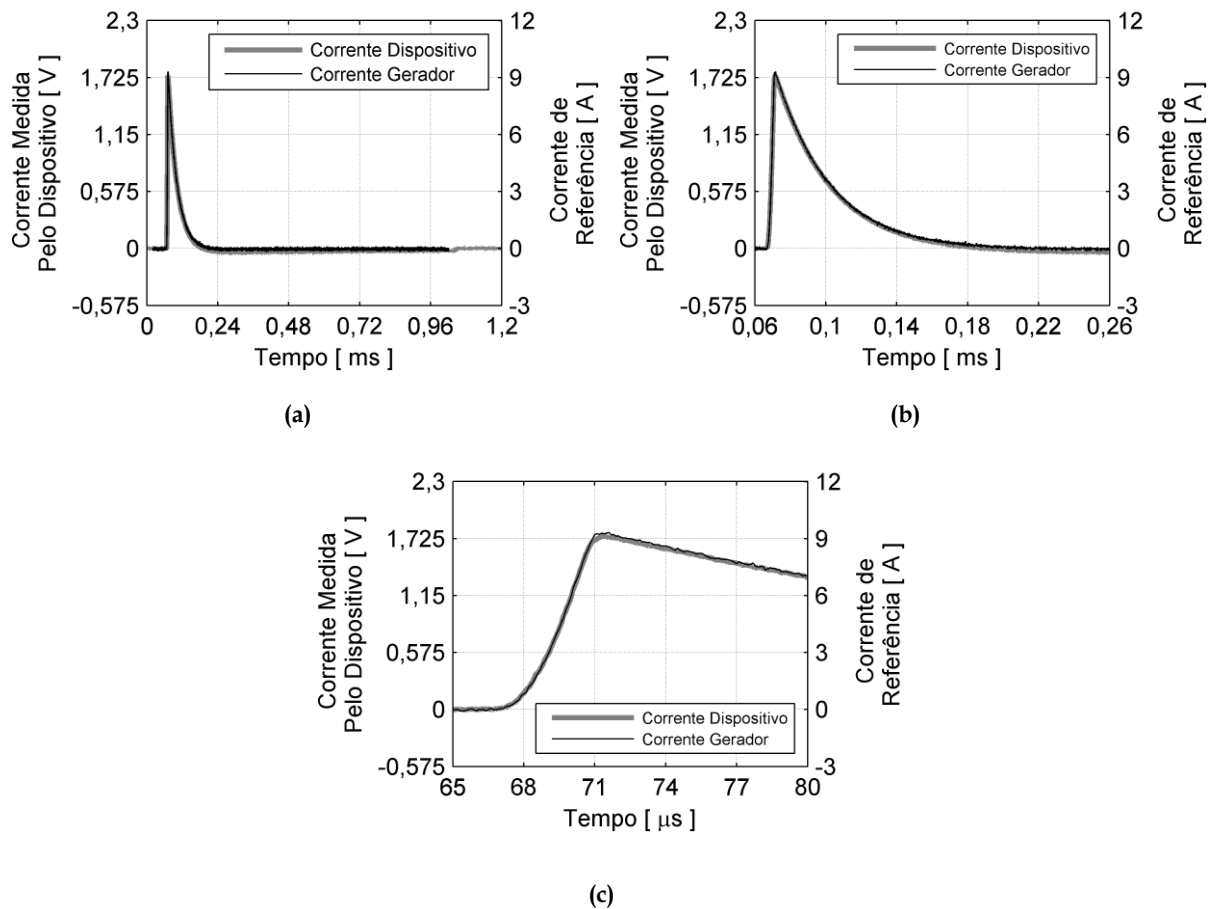 2,3
1,725
1,15
0,575
0
-0,575
Corrente Medida
Pelo Dispositivo [ V ]
Corrente Dispositivo
Corrente Gerador
12
9
6
3
0
-3
Corrente de
Referência [ A ]
0 0,24 0,48 0,72 0,96 1,2
Tempo [ ms ]
(a)
2,3
1,725
1,15
0,575
0
-0,575
Corrente Medida
Pelo Dispositivo [ V ]
Corrente Dispositivo
Corrente Gerador
12
9
6
3
0
-3
Corrente de
Referência [ A ]
0,06 0,1 0,14 0,18 0,22 0,26
Tempo [ ms ]
(b)
2,3
1,725
1,15
0,575
0
-0,575
Corrente Medida
Pelo Dispositivo [ V ]
Corrente Dispositivo
Corrente Gerador
12
9
6
3
0
-3
Corrente de
Referência [ A ]
65 68 71 74 77 80
Tempo [ μs ]
(c)